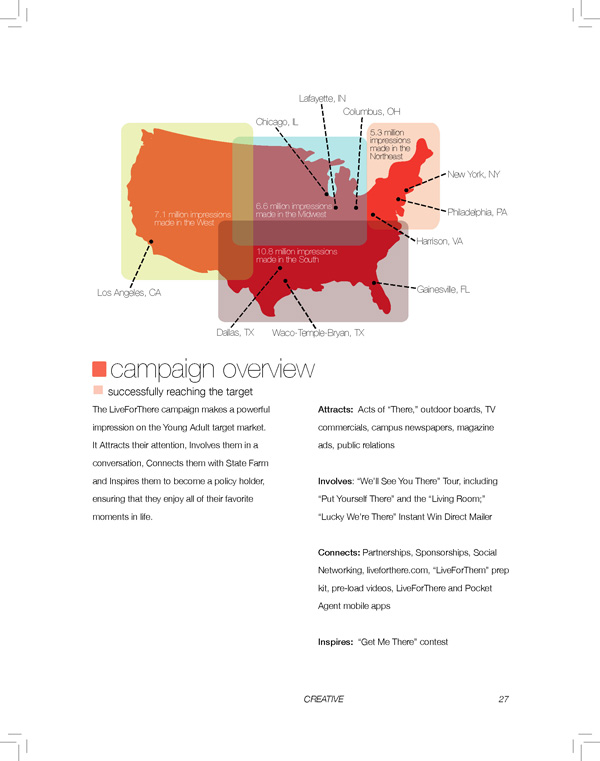 Lafayette, IN
Columbus, OH
Chicago, IL
5.3 million
impressions
made in the
Northeast
New York, NY
7.1 million impressions
made in the West
6.6 million impressions
made in the Midwest
Philadelphia, PA
Harrison, VA
10.8 million impressions
made in the South
Los Angeles, CA
Gainesville, FL
Dallas, TX
Waco-Temple-Bryan, TX
campaign overview
successfully reaching the target
The LiveForThere campaign makes a powerful
impression on the Young Adult target market.
It Attracts their attention, Involves them in a
conversation, Connects them with State Farm
and Inspires them to become a policy holder,
ensuring that they enjoy all of their favorite
moments in life.
Attracts: Acts of “There,” outdoor boards, TV
commercials, campus newspapers, magazine
ads, public relations
Involves: “We’ll See You There” Tour, including
“Put Yourself There” and the “Living Room;”
“Lucky We’re There” Instant Win Direct Mailer
Connects: Partnerships, Sponsorships, Social
Networking, liveforthere.com, “LiveForThem” prep
kit, pre-load videos, LiveForThere and Pocket
Agent mobile apps
Inspires: “Get Me There” contest
CREATIVE
27